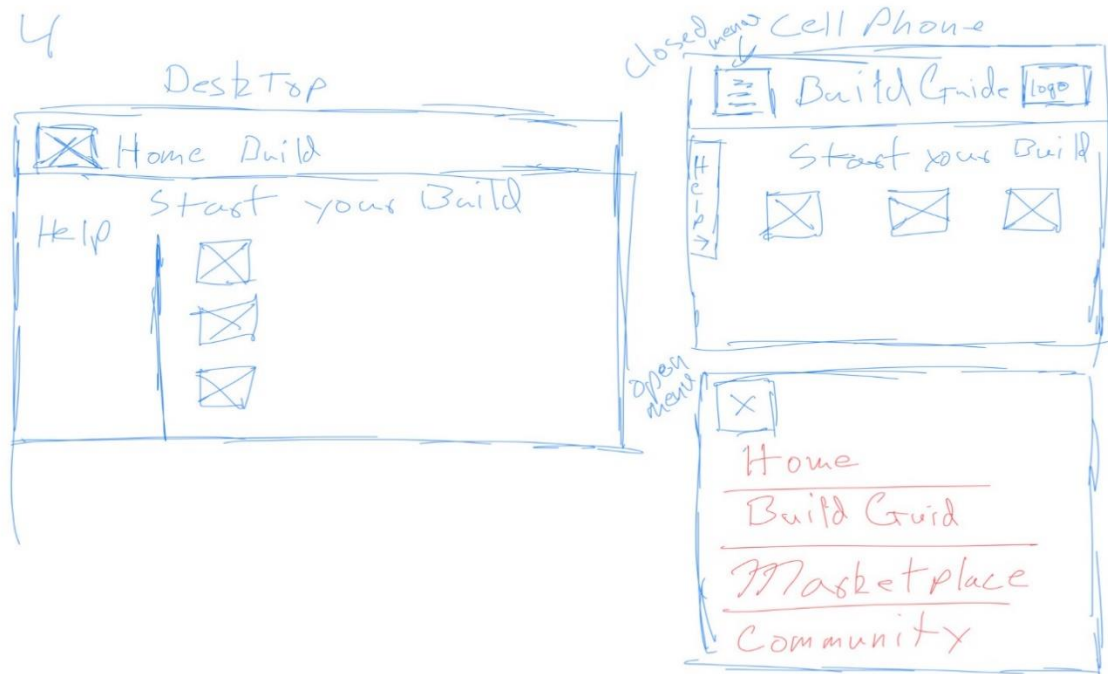 4
Desktop
Home Build
Start your Build
Help
Cell Phone
Closed menu
Build Guide logo
Help
Start your Build
open menu
X
Home
Build Guid
Marketplace
Community